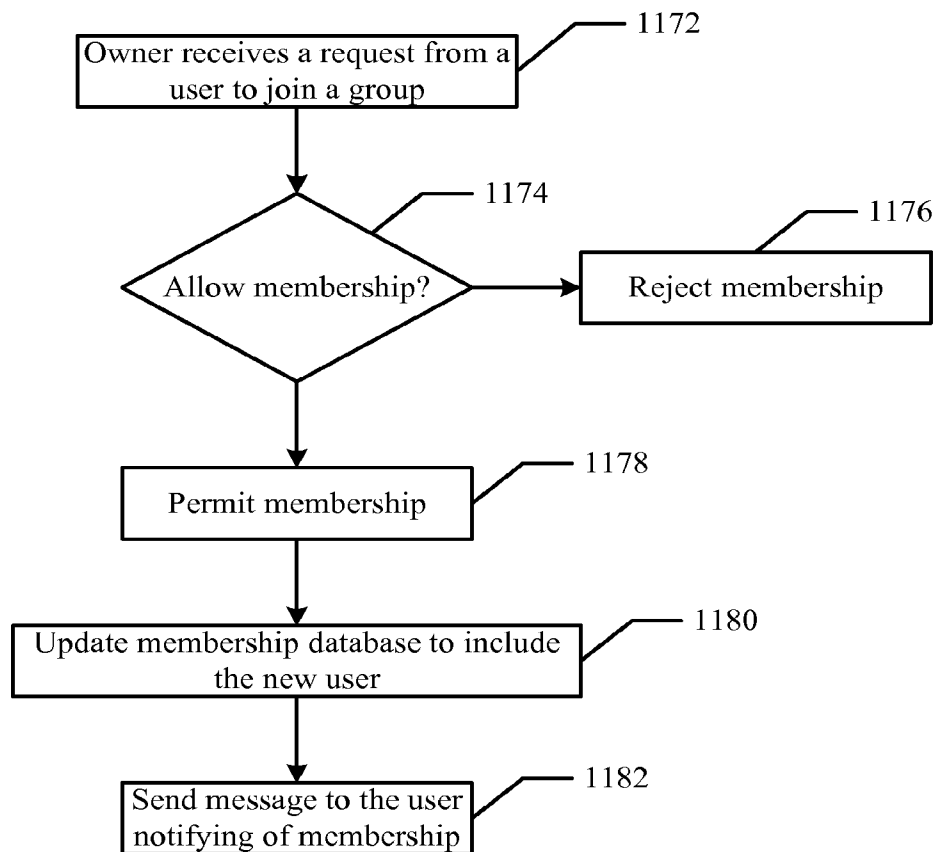 1172
Owner receives a request from a
user to join a group
1174
Allow membership?
1176
Reject membership
1178
Permit membership
1180
Update membership database to include
the new user
1182
Send message to the user
notifying of membership